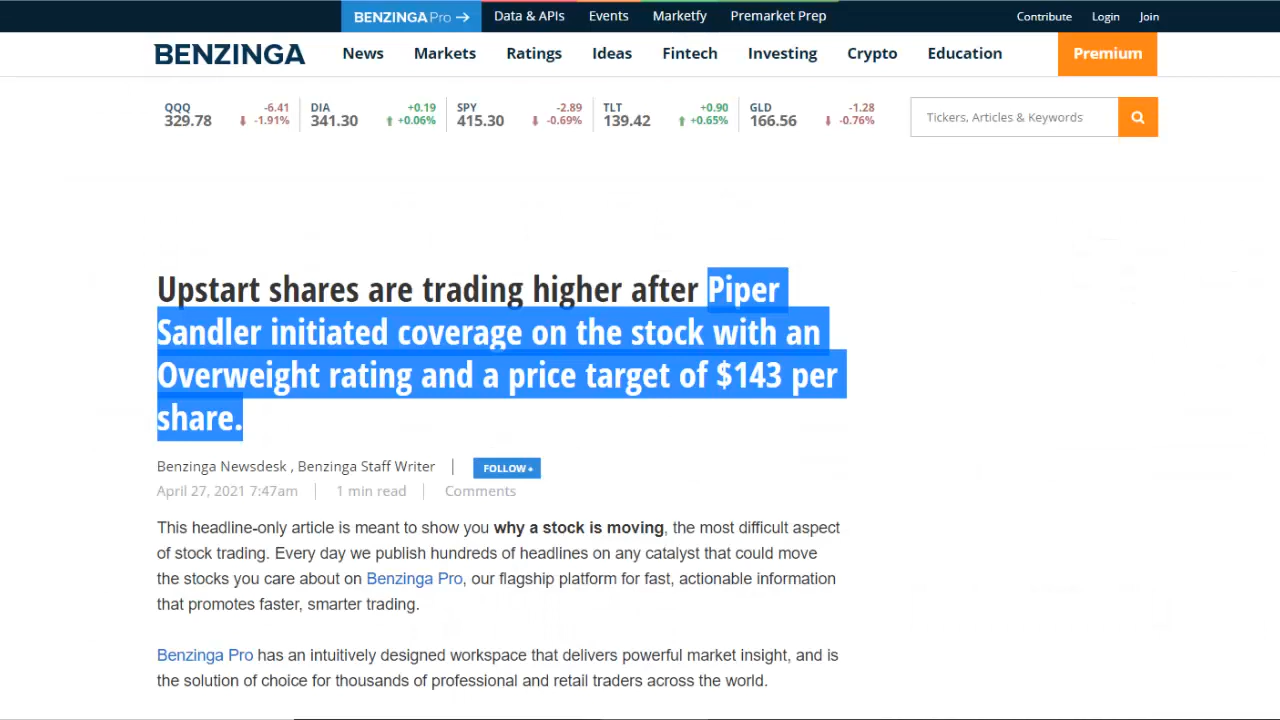 BENZINGA Pro → Data & APIs Events Marketfy Premarket Prep Contribute Login Join
BENZINGA News Markets Ratings Ideas Fintech Investing Crypto Education Premium
QQQ -6.41 DIA +0.19 SPY -2.89 TLT +0.90 GLD -1.28
329.78 -1.91% 341.30 +0.06% 415.30 -0.69% 139.42 +0.65% 166.56 -0.76%
Tickers, Articles & Keywords
Upstart shares are trading higher after Piper
Sandler initiated coverage on the stock with an
Overweight rating and a price target of $143 per
share.
Benzinga Newsdesk , Benzinga Staff Writer | FOLLOW +
April 27, 2021 7:47am | 1 min read | Comments
This headline-only article is meant to show you why a stock is moving, the most difficult aspect
of stock trading. Every day we publish hundreds of headlines on any catalyst that could move
the stocks you care about on Benzinga Pro, our flagship platform for fast, actionable information
that promotes faster, smarter trading.
Benzinga Pro has an intuitively designed workspace that delivers powerful market insight, and is
the solution of choice for thousands of professional and retail traders across the world.